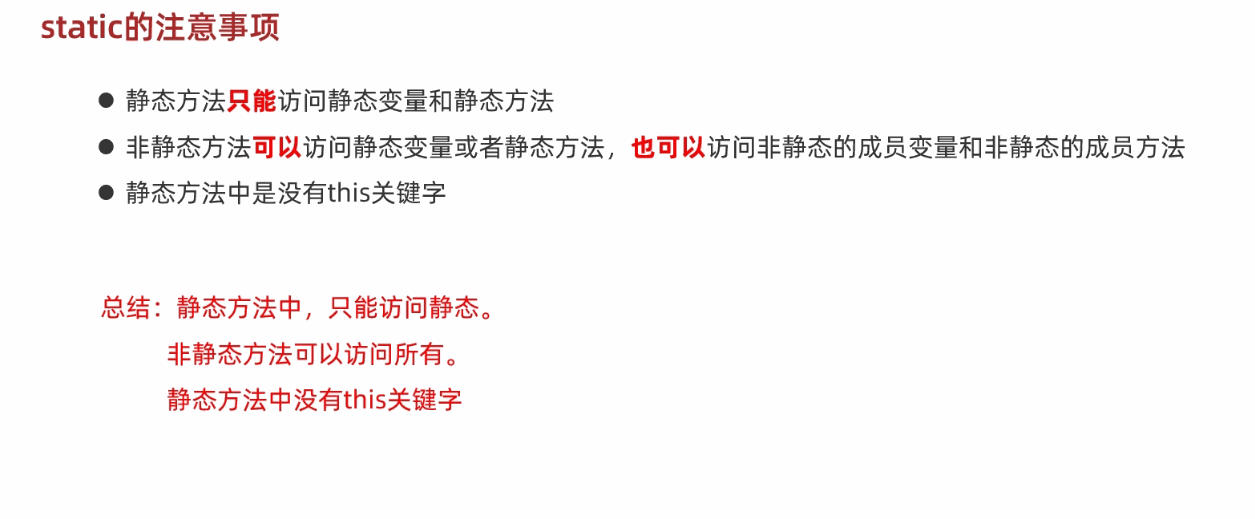 static的注意事项
● 静态方法只能访问静态变量和静态方法
● 非静态方法可以访问静态变量或者静态方法，也可以访问非静态的成员变量和非静态的成员方法
● 静态方法中是没有this关键字
总结：静态方法中，只能访问静态。
非静态方法可以访问所有。
静态方法中没有this关键字